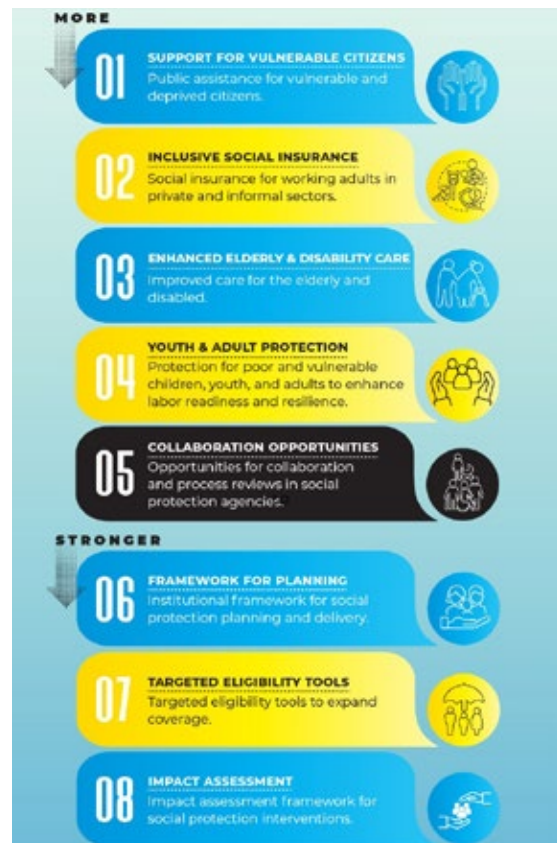 MORE
01
SUPPORT FOR VULNERABLE CITIZENS
Public assistance for vulnerable and
deprived citizens.
02
INCLUSIVE SOCIAL INSURANCE
Social insurance for working adults in
private and informal sectors.
03
ENHANCED ELDERLY & DISABILITY CARE
Improved care for the elderly and
disabled.
04
YOUTH & ADULT PROTECTION
Protection for poor and vulnerable
children, youth, and adults to enhance
labor readiness and resilience.
05
COLLABORATION OPPORTUNITIES
Opportunities for collaboration
and process reviews in social
protection agencies.
STRONGER
06
FRAMEWORK FOR PLANNING
Institutional framework for social
protection planning and delivery.
07
TARGETED ELIGIBILITY TOOLS
Targeted eligibility tools to expand
coverage.
08
IMPACT ASSESSMENT
Impact assessment framework for
social protection interventions.